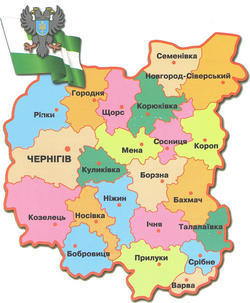 Семенівка
Новгород-Сіверський
Городня
Ріпки
Щорс
Корюківка
Сосниця
Короп
Мена
ЧЕРНІГІВ
Куликівка
Борзна
Бахмач
Козелець
Носівка
Ніжин
Ічня
Талалаївка
Бобровиця
Прилуки
Срібне
Варва